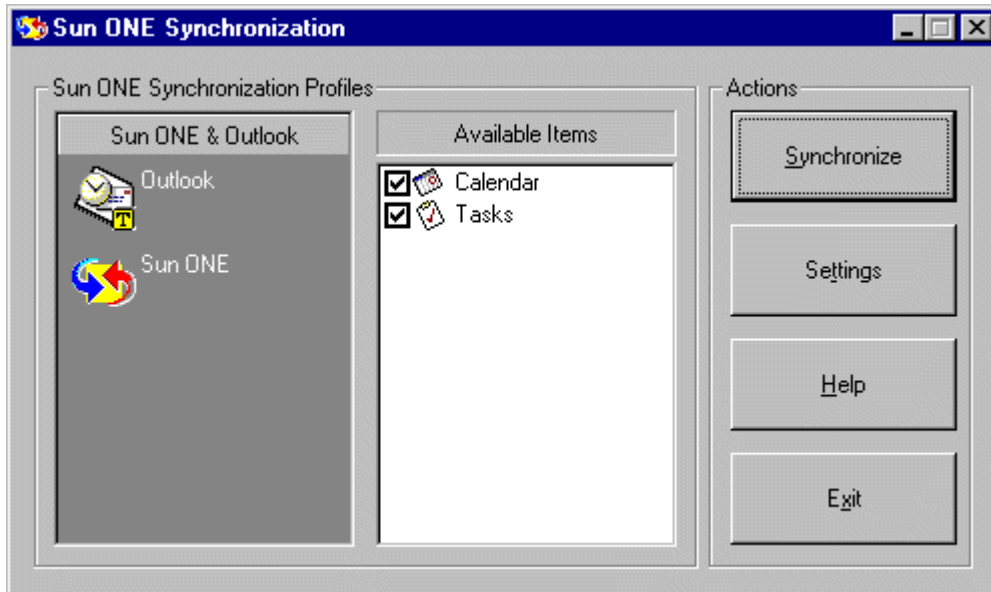 Sun ONE Synchronization
Sun ONE Synchronization Profiles
Sun ONE & Outlook
Outlook
T
Sun ONE
Available Items
Calendar
Tasks
Actions
Synchronize
Settings
Help
Exit